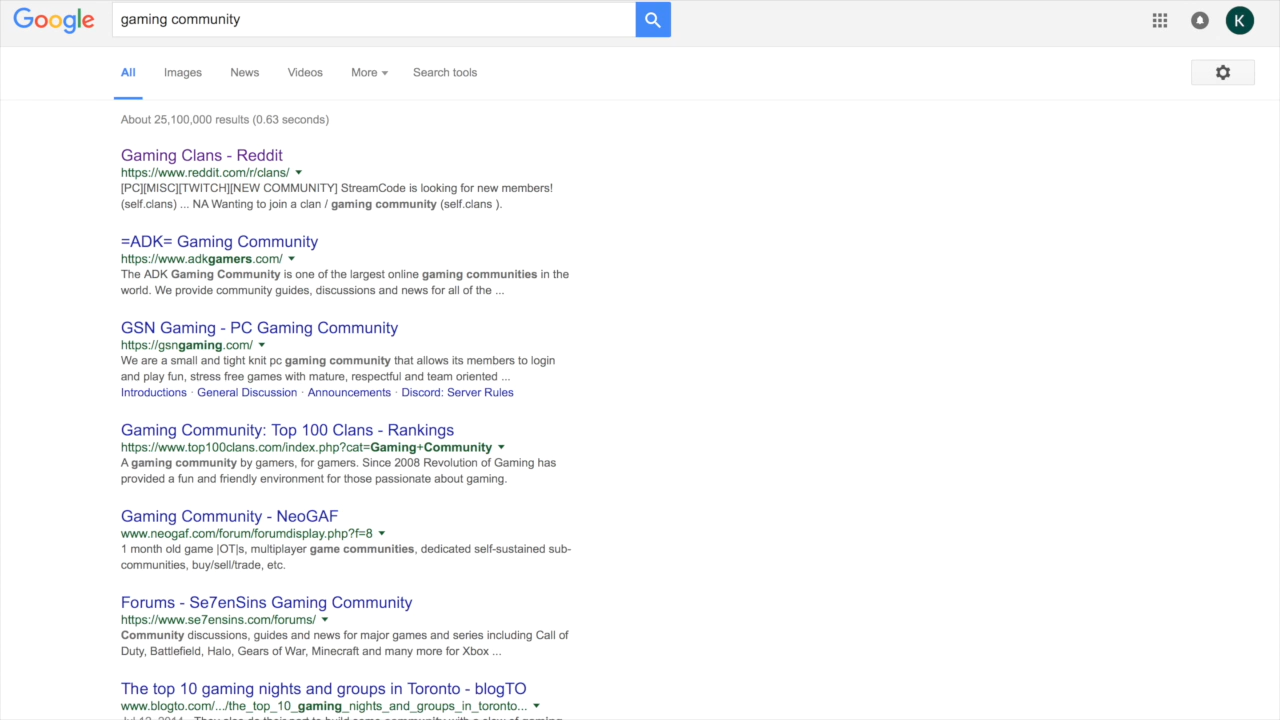 Google
gaming community
K
All Images News Videos More Search tools
About 25,100,000 results (0.63 seconds)
Gaming Clans - Reddit
https://www.reddit.com/r/clans/
[PC][MISC][TWITCH][NEW COMMUNITY] StreamCode is looking for new members!
(self.clans) ... NA Wanting to join a clan / gaming community (self.clans ).
=ADK= Gaming Community
https://www.adkgamers.com/
The ADK Gaming Community is one of the largest online gaming communities in the
world. We provide community guides, discussions and news for all of the ...
GSN Gaming - PC Gaming Community
https://gsngaming.com/
We are a small and tight knit pc gaming community that allows its members to login
and play fun, stress free games with mature, respectful and team oriented ...
Introductions · General Discussion · Announcements · Discord: Server Rules
Gaming Community: Top 100 Clans - Rankings
https://www.top100clans.com/index.php?cat=Gaming+Community
A gaming community by gamers, for gamers. Since 2008 Revolution of Gaming has
provided a fun and friendly environment for those passionate about gaming.
Gaming Community - NeoGAF
www.neogaf.com/forum/forumdisplay.php?f=8
1 month old game |OT|s, multiplayer game communities, dedicated self-sustained sub-
communities, buy/sell/trade, etc.
Forums - Se7enSins Gaming Community
https://www.se7ensins.com/forums/
Community discussions, guides and news for major games and series including Call of
Duty, Battlefield, Halo, Gears of War, Minecraft and many more for Xbox ...
The top 10 gaming nights and groups in Toronto - blogTO
www.blogto.com/.../the_top_10_gaming_nights_and_groups_in_toronto...